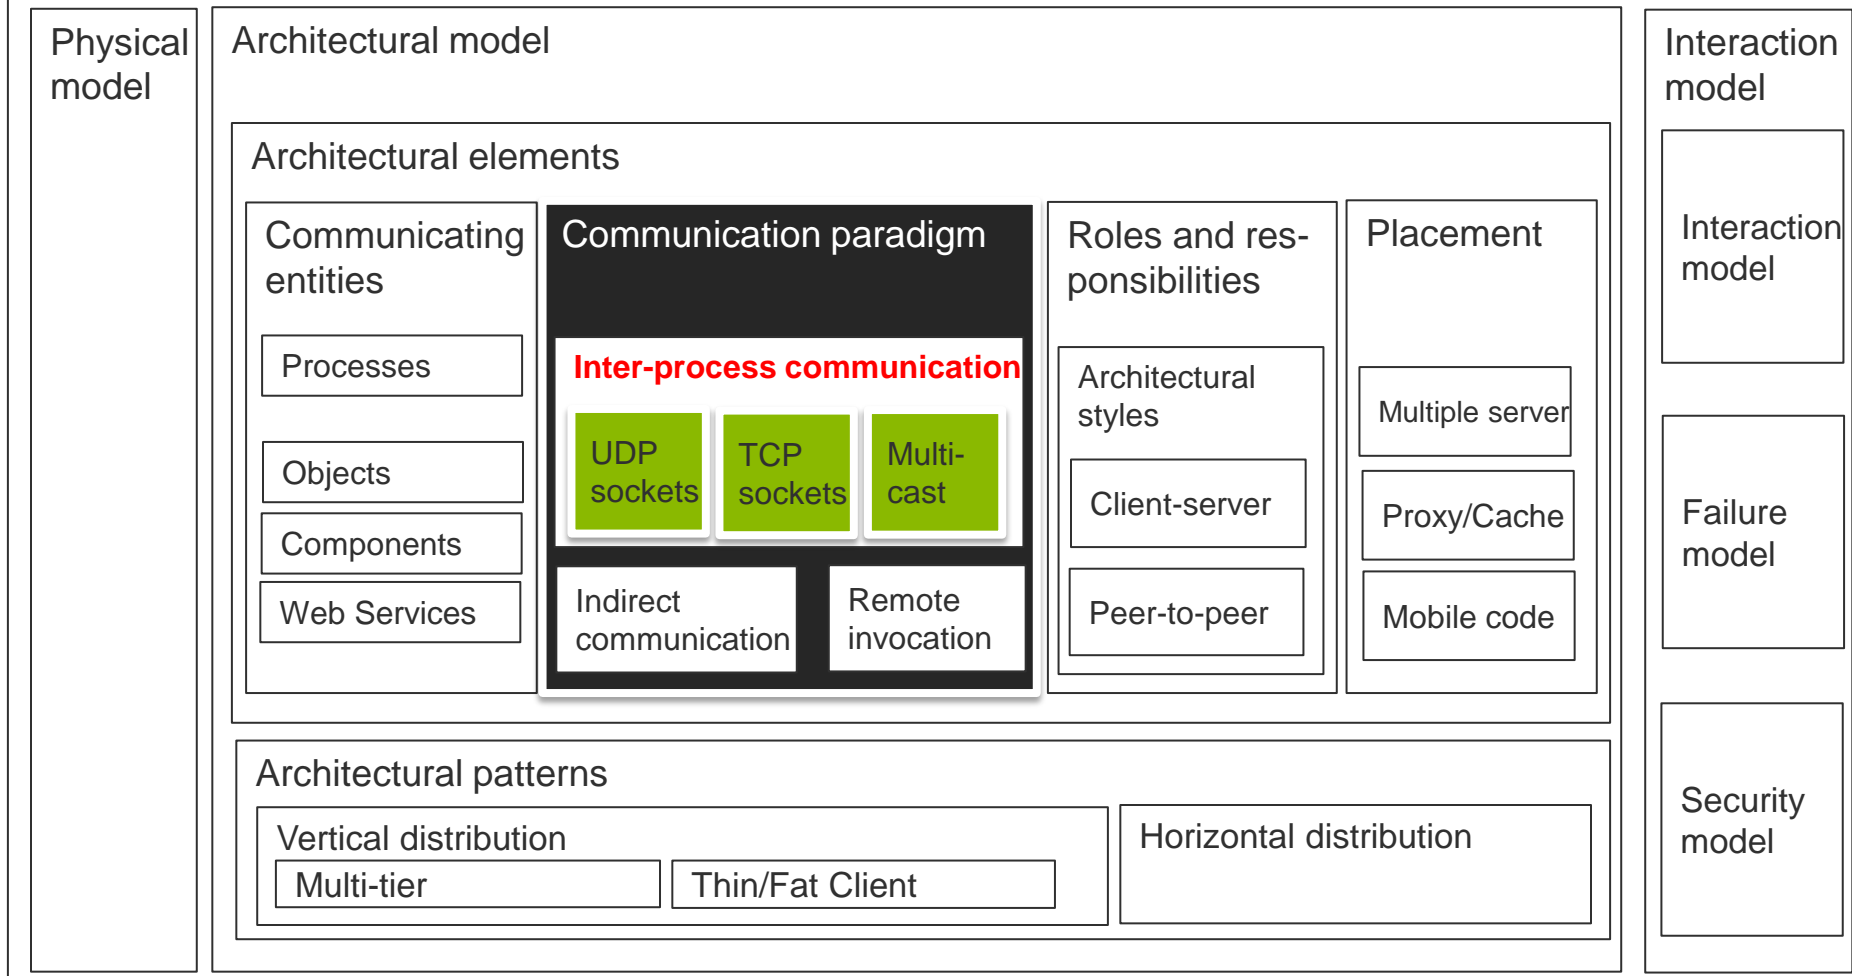 Physical
model
Architectural model
Architectural elements
Communicating
entities
Processes
Objects
Components
Web Services
Communication paradigm
Inter-process communication
UDP
sockets
TCP
sockets
Multi-
cast
Indirect
communication
Remote
invocation
Roles and res-
ponsibilities
Architectural
styles
Client-server
Peer-to-peer
Placement
Multiple server
Proxy/Cache
Mobile code
Architectural patterns
Vertical distribution
Multi-tier
Thin/Fat Client
Horizontal distribution
Interaction
model
Interaction
model
Failure
model
Security
model